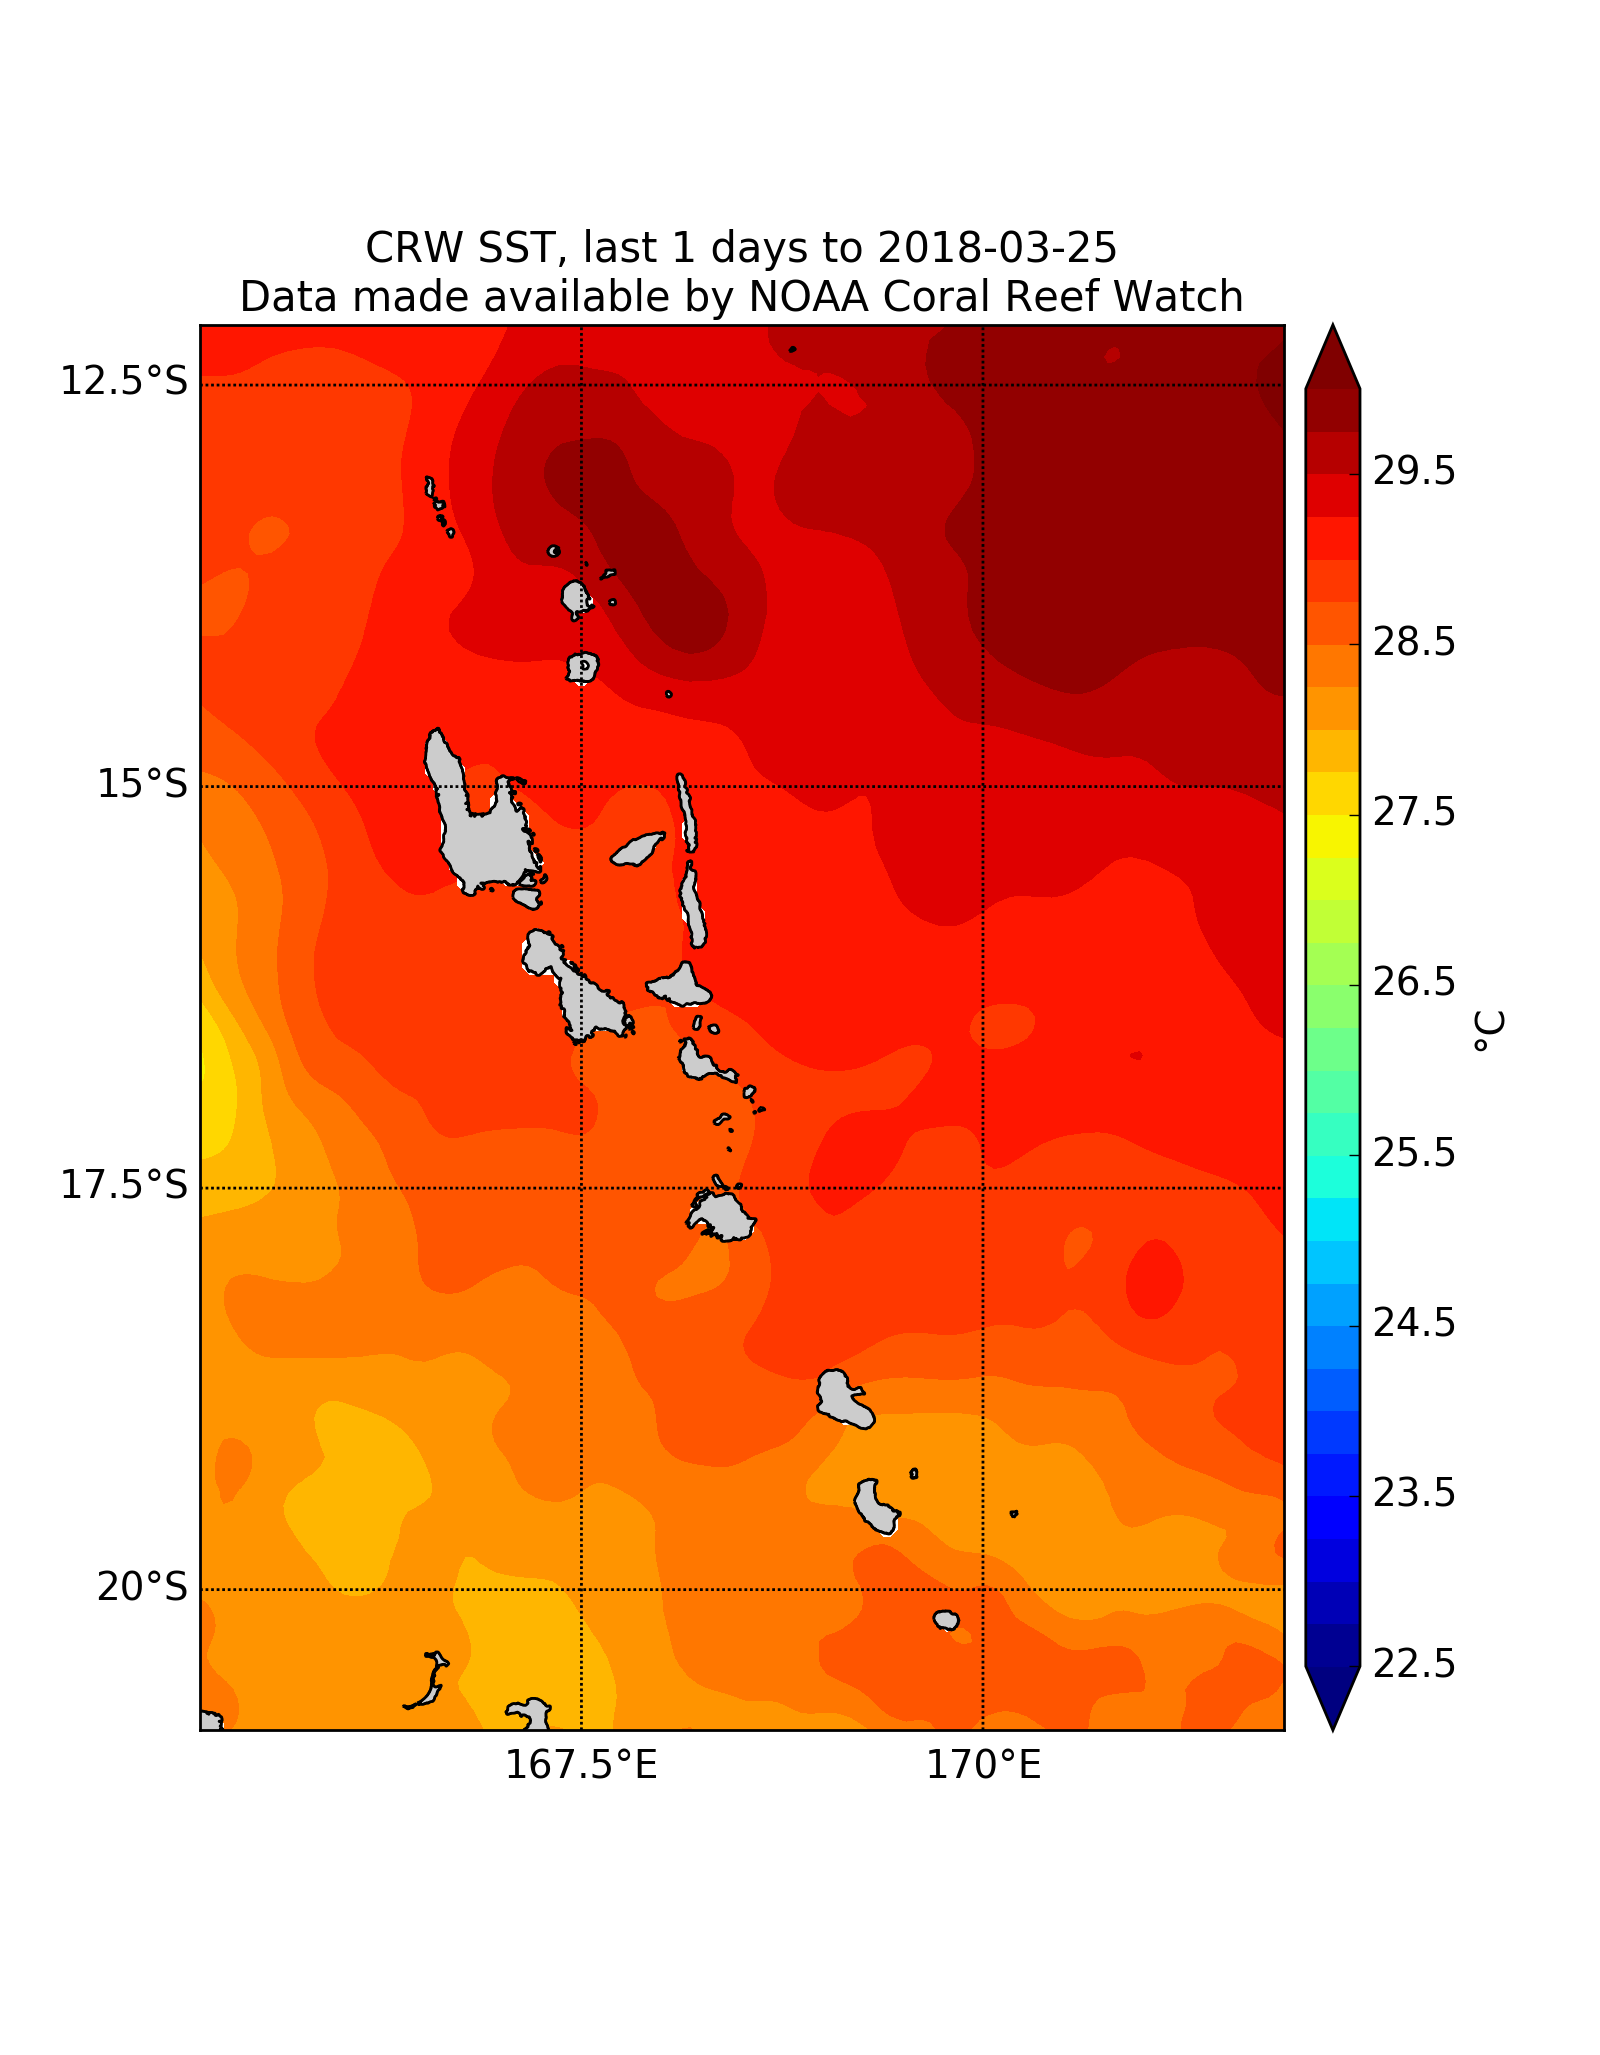 CRW SST, last 1 days to 2018-03-25
Data made available by NOAA Coral Reef Watch
12.5°S
15°S
17.5°S
20°S
167.5°E
170°E
29.5
28.5
27.5
26.5
25.5
24.5
23.5
22.5
°C